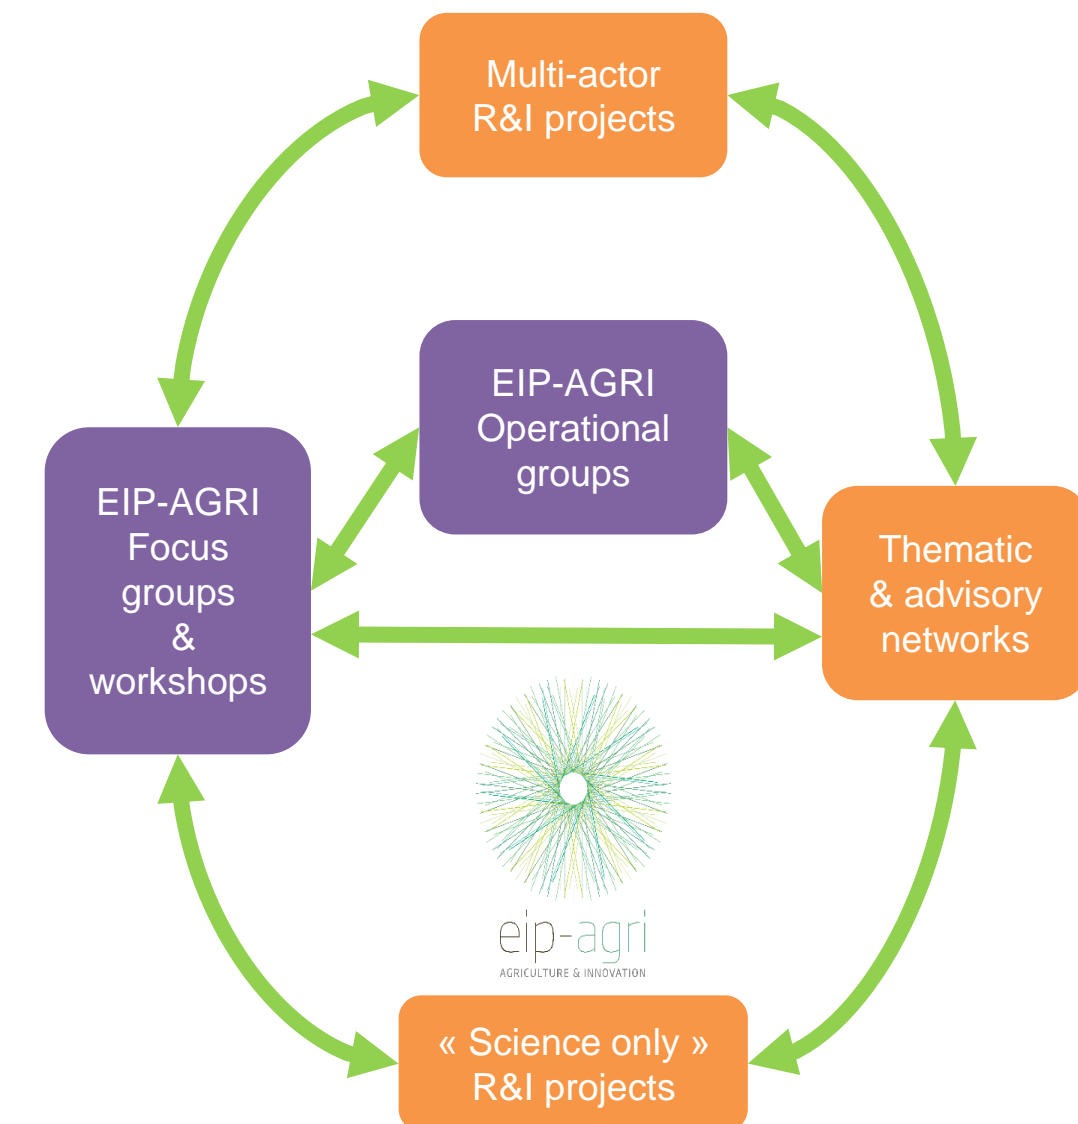 Multi-actor
R&I projects
EIP-AGRI
Operational
groups
EIP-AGRI
Focus
groups
&
workshops
Thematic
& advisory
networks
eip-agri
AGRICULTURE & INNOVATION
« Science only »
R&I projects